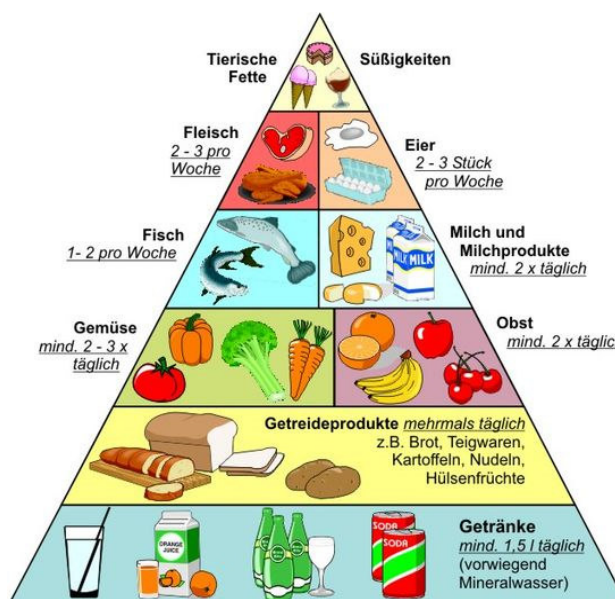 Tierische
Fette
Süßigkeiten
Fleisch
2 - 3 pro
Woche
Eier
2 - 3 Stück
pro Woche
Fisch
1- 2 pro Woche
Milch und
Milchprodukte
mind. 2 x täglich
MILK
MILK
Gemüse
mind. 2 - 3 x
täglich
Obst
mind. 2 x täglic
Getreideprodukte mehrmals täglich
z.B. Brot, Teigwaren,
Kartoffeln, Nudeln,
Hülsenfrüchte
ORANGE
JUICE
SODA
SODA
Getränke
mind. 1,5 l täglich
(vorwiegend
Mineralwasser)